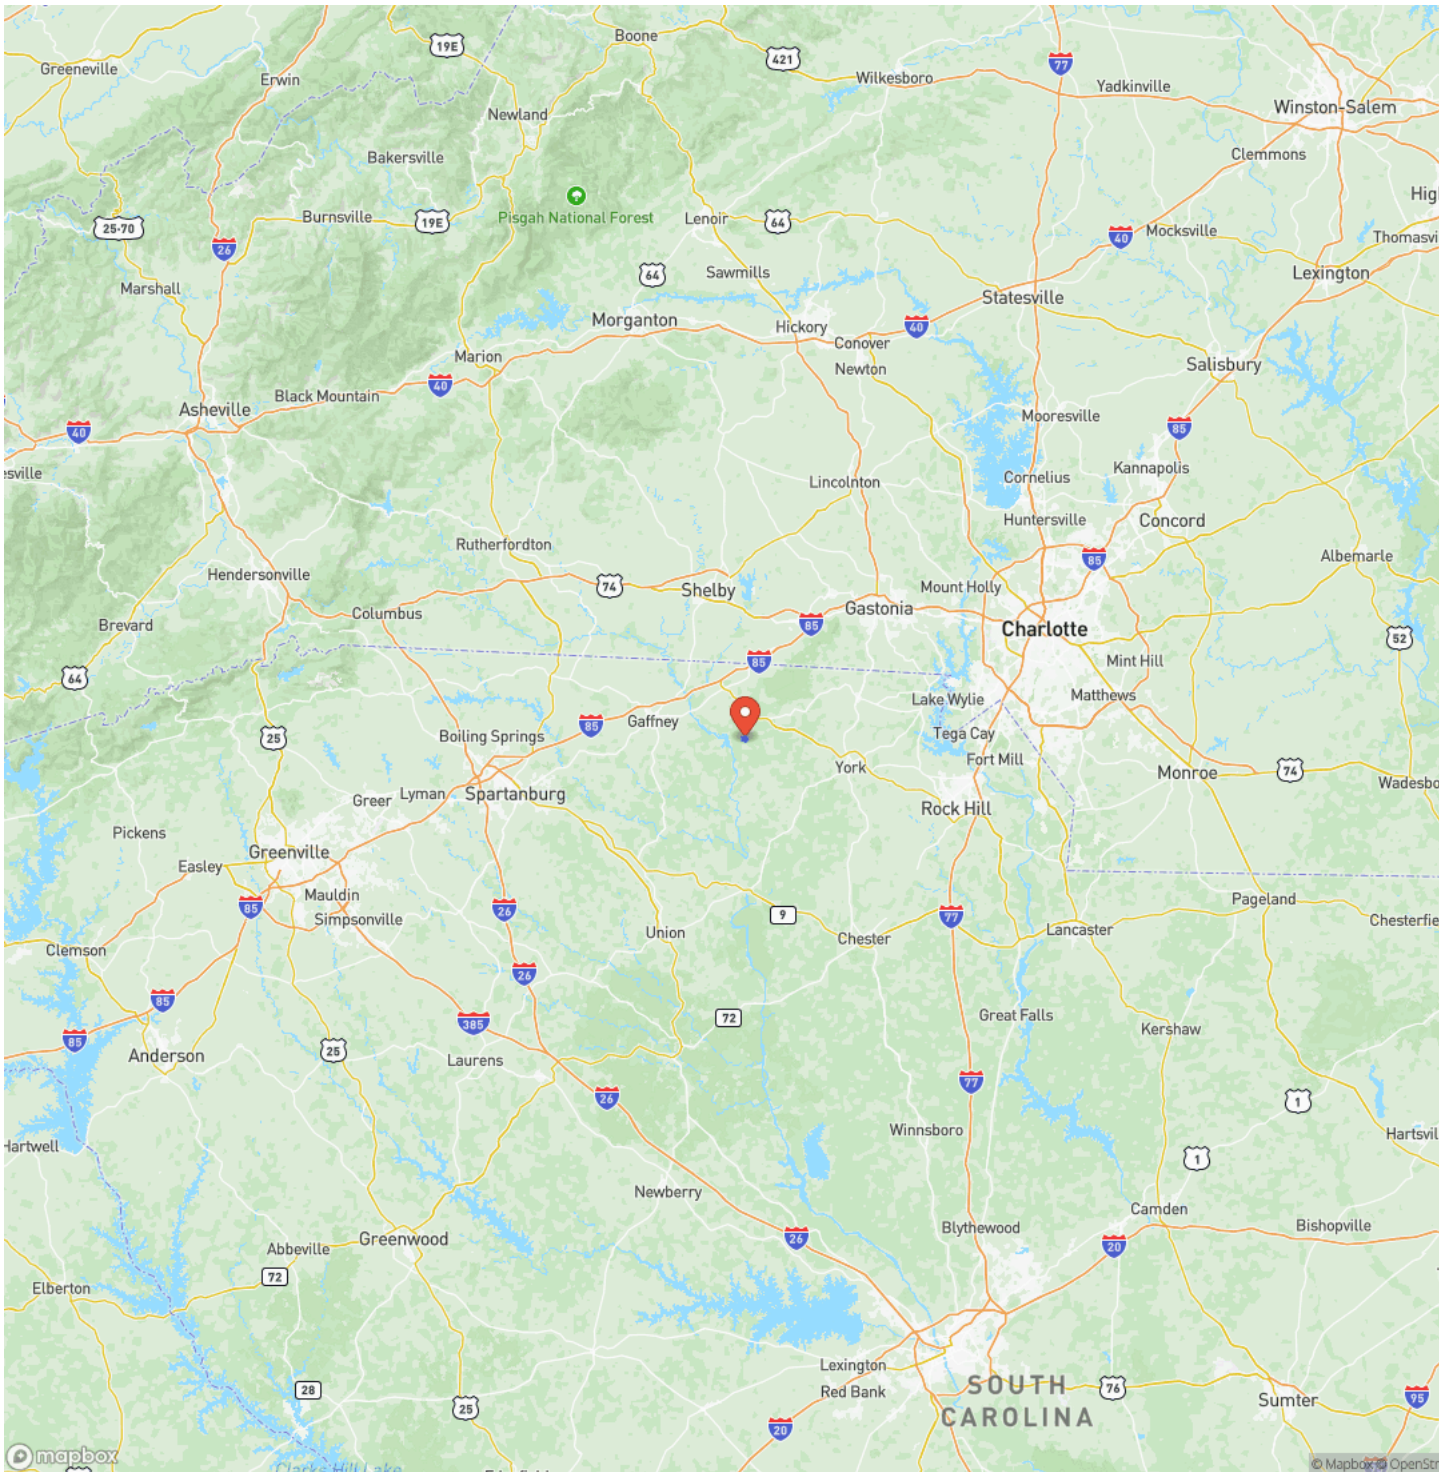 Boone
19E
421
Greeneville
Erwin
Wilkesboro
77
Yadkinville
Newland
Winston-Salem
Bakersville
Clemmons
Pisgah National Forest
Burnsville
19E
Lenoir
64
25-70
26
40
Mocksville
Thomasvi
Marshall
64
Sawmills
Lexington
Statesville
Morganton
Hickory
40
Conover
Marion
Newton
Salisbury
40
Black Mountain
Asheville
Mooresville
40
85
esville
Kannapolis
Cornelius
Lincolnton
Huntersville
Concord
Rutherfordton
Albemarle
85
Hendersonville
74
Shelby
Mount Holly
Gastonia
Columbus
85
Charlotte
Brevard
52
85
Mint Hill
64
Matthews
Lake Wylie
Gaffney
85
25
Boiling Springs
Tega Cay
Fort Mill
York
Monroe
74
Wadesbo
Spartanburg
Lyman
Greer
Rock Hill
Pickens
Greenville
Easley
Mauldin
Pageland
85
26
Simpsonville
9
77
Chesterfie
Union
Chester
Lancaster
Clemson
26
85
72
Great Falls
385
Kershaw
85
25
Anderson
Laurens
77
26
1
Winnsboro
Hartsvil
Hartwell
1
Newberry
Camden
Blythewood
Bishopville
26
Greenwood
20
Abbeville
72
Elberton
Lexington
Red Bank
SOUTH
CAROLINA
28
76
95
Sumter
25
20
mapbox
Clarks Hill Lake
© Mapbox © OpenStr